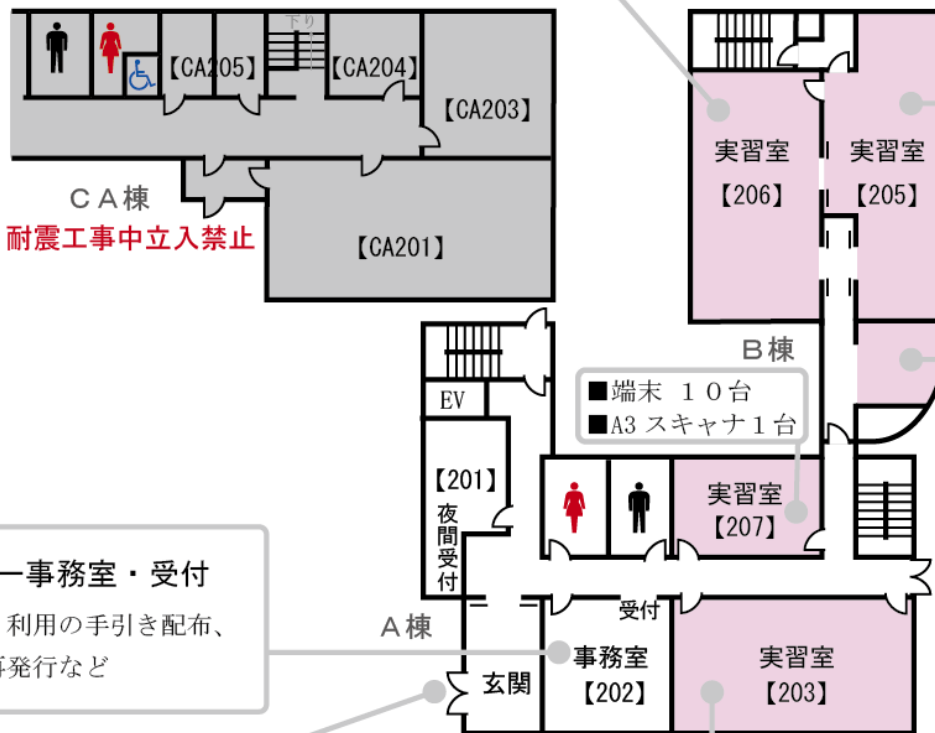 下り
【CA205】
【CA204】
【CA203】
CA棟
耐震工事中立入禁止
【CA201】
実習室
【206】
実習室
【205】
B棟
■端末 10台
■A3 スキャナ1台
EV
【201】
夜間受付
実習室
【207】
ー事務室・受付
利用の手引き配布、
再発行など
A棟
受付
玄関
事務室
【202】
実習室
【203】